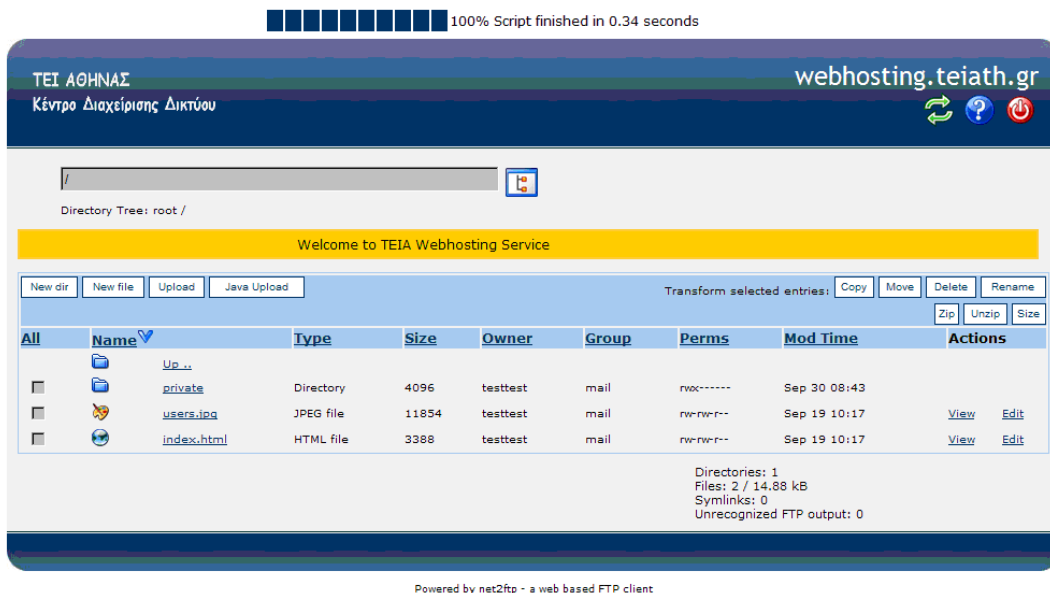 100% Script finished in 0.34 seconds
ΤΕΙ ΑΘΗΝΑΣ
webhosting.teiath.gr
Κέντρο Διαχείρισης Δικτύου
/
Directory Tree: root /
Welcome to TEIA Webhosting Service
New dir New file Upload Java Upload Transform selected entries: Copy Move Delete Rename
Zip Unzip Size
All Name Type Size Owner Group Perms Mod Time Actions
Up ..
private Directory 4096 testtest mail rwx------ Sep 30 08:43
users.jpg JPEG file 11854 testtest mail rw-rw-r-- Sep 19 10:17 View Edit
index.html HTML file 3388 testtest mail rw-rw-r-- Sep 19 10:17 View Edit
Directories: 1
Files: 2 / 14.88 kB
Symlinks: 0
Unrecognized FTP output: 0
Powered by net2ftp - a web based FTP client